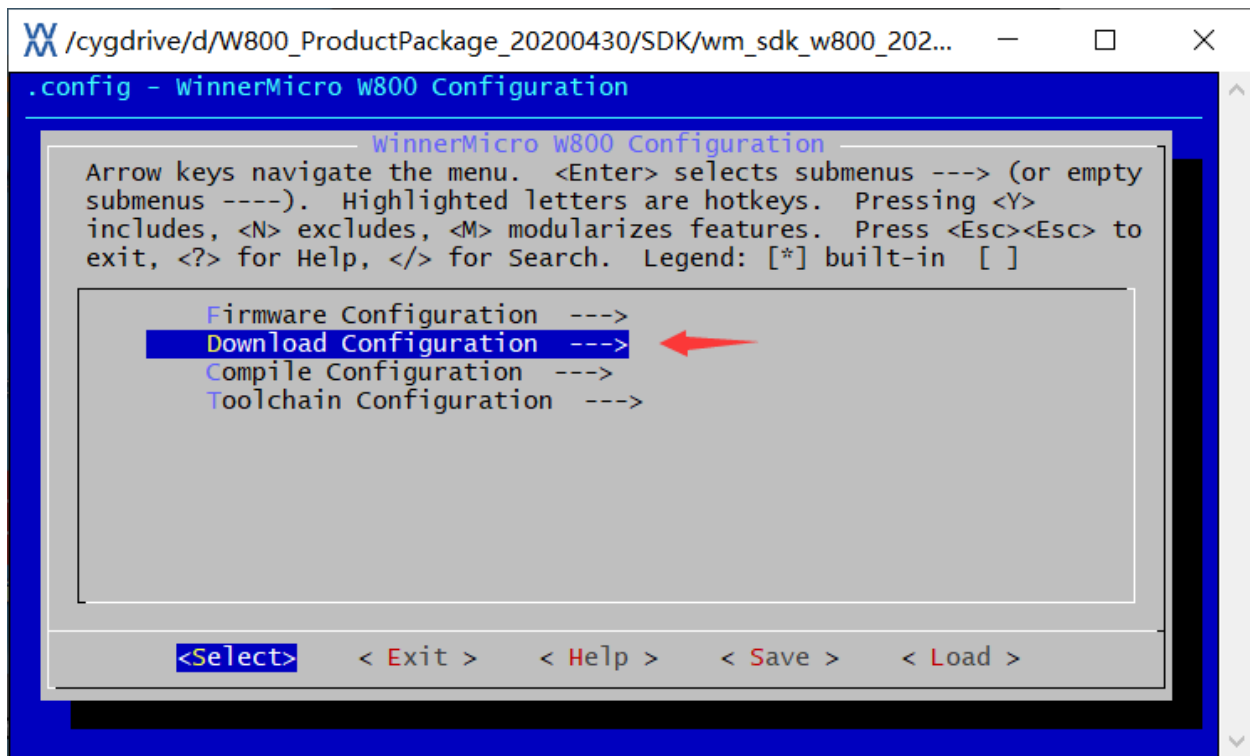 /cygdrive/d/W800_ProductPackage_20200430/SDK/wm_sdk_w800_202...
.config - WinnerMicro W800 Configuration
WinnerMicro W800 Configuration
Arrow keys navigate the menu.  <Enter> selects submenus ---> (or empty
submenus ----).  Highlighted letters are hotkeys.  Pressing <Y>
includes, <N> excludes, <M> modularizes features.  Press <Esc><Esc> to
exit, <?> for Help, </> for Search.  Legend: [*] built-in  [ ]
Firmware Configuration  --->
Download Configuration  --->
Compile Configuration  --->
Toolchain Configuration  --->
<Select>    < Exit >    < Help >    < Save >    < Load >